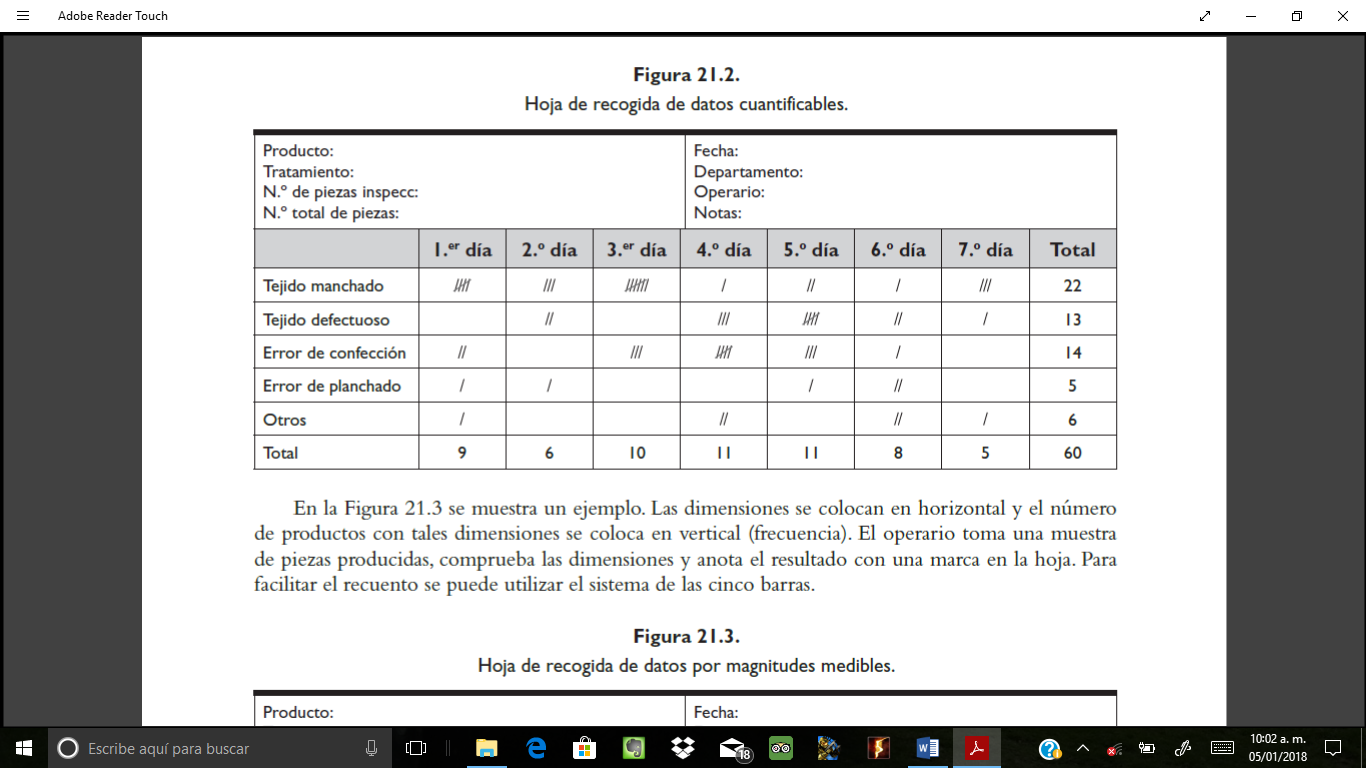 Adobe Reader Touch
Figura 21.2.
Hoja de recogida de datos cuantificables.
Producto:
Tratamiento:
N.º de piezas inspecc:
N.º total de piezas:
Fecha:
Departamento:
Operario:
Notas:
1.er día 2.º día 3.er día 4.º día 5.º día 6.º día 7.º día Total
Tejido manchado ///// /// /////// / // / /// 22
Tejido defectuoso // /// ///// // / 13
Error de confección // /// ///// /// / 14
Error de planchado / / / // 5
Otros / // // / 6
Total 9 6 10 11 11 8 5 60
En la Figura 21.3 se muestra un ejemplo. Las dimensiones se colocan en horizontal y el número
de productos con tales dimensiones se coloca en vertical (frecuencia). El operario toma una muestra
de piezas producidas, comprueba las dimensiones y anota el resultado con una marca en la hoja. Para
facilitar el recuento se puede utilizar el sistema de las cinco barras.
Figura 21.3.
Hoja de recogida de datos por magnitudes medibles.
Producto:
Fecha:
Escribe aquí para buscar
18
10:02 a. m.
05/01/2018